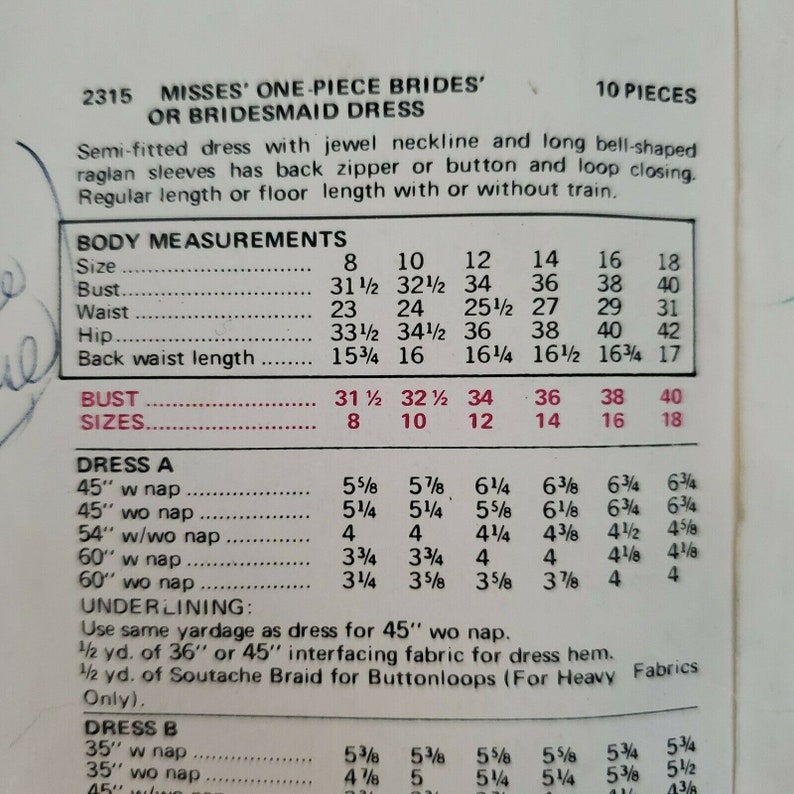 2315 MISSES' ONE-PIECE BRIDES' 10 PIECES
OR BRIDESMAID DRESS
Semi-fitted dress with jewel neckline and long bell-shaped
raglan sleeves has back zipper or button and loop closing.
Regular length or floor length with or without train.
BODY MEASUREMENTS
Size .............................. 8 10 12 14 16 18
Bust.............................. 31½ 32½ 34 36 38 40
Waist ............................ 23 24 25½ 27 29 31
Hip................................ 33½ 34½ 36 38 40 42
Back waist length ........ 15¾ 16 16¼ 16½ 16¾ 17
BUST ........................... 31 ½ 32 ½ 34 36 38 40
SIZES........................... 8 10 12 14 16 18
DRESS A
45" w nap .................... 5⅝ 5⅞ 6¼ 6⅜ 6¾ 6¾
45" wo nap .................. 5¼ 5¼ 5⅝ 6⅛ 6¾ 6¾
54" w/wo nap .............. 4 4 4¼ 4⅜ 4½ 4⅝
60" w nap .................... 3¾ 3¾ 4 4 4⅛ 4⅛
60" wo nap .................. 3¼ 3⅝ 3⅝ 3⅞ 4 4
UNDERLINING:
Use same yardage as dress for 45" wo nap.
½ yd. of 36" or 45" interfacing fabric for dress hem.
½ yd. of Soutache Braid for Buttonloops (For Heavy Fabrics
Only).
DRESS B
35" w nap .................... 5⅜ 5⅜ 5⅝ 5⅝ 5¾ 5¾
35" wo nap .................. 4⅞ 5 5¼ 5¼ 5⅜ 5½
45" w/wo nap 4⅜